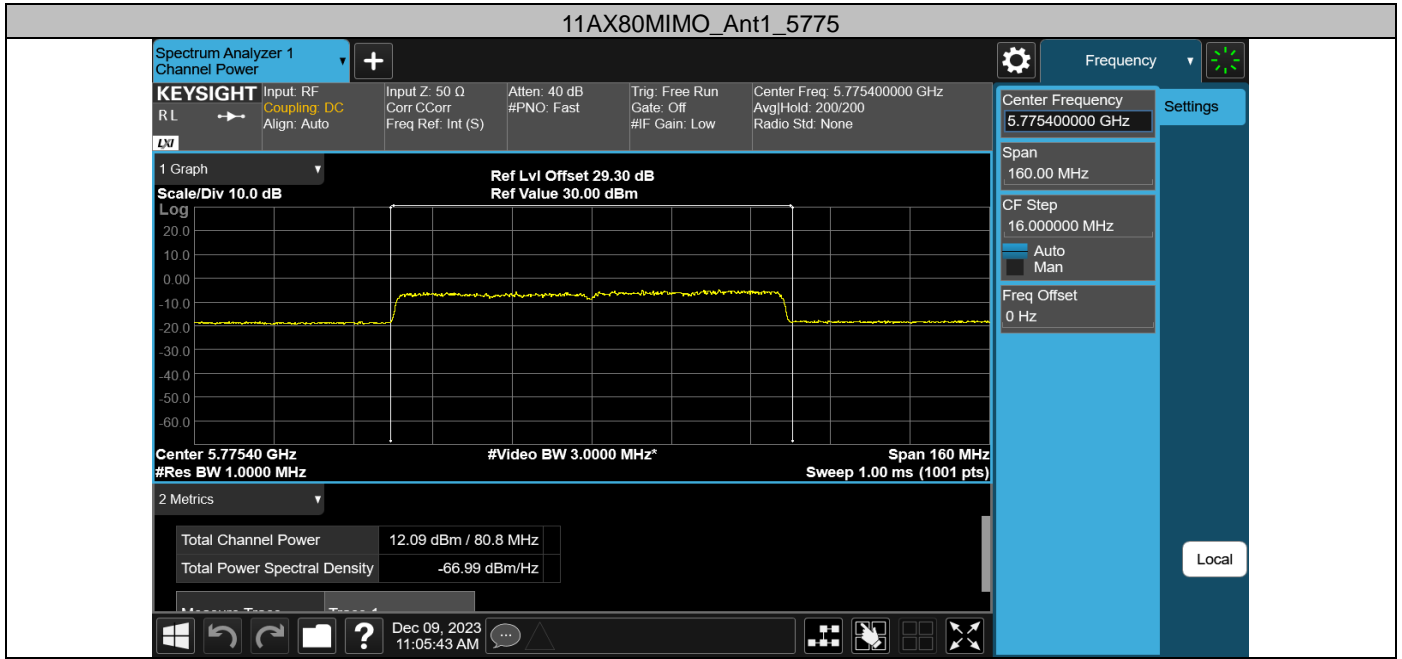 11AX80MIMO_Ant1_5775
Spectrum Analyzer 1
Channel Power
Frequency
KEYSIGHT
R L
LXI
Input: RF
Coupling: DC
Align: Auto
Input Z: 50 Ω
Corr CCorr
Freq Ref: Int (S)
Atten: 40 dB
#PNO: Fast
Trig: Free Run
Gate: Off
#IF Gain: Low
Center Freq: 5.775400000 GHz
Avg|Hold: 200/200
Radio Std: None
Center Frequency
5.775400000 GHz
Settings
Span
160.00 MHz
CF Step
16.000000 MHz
Auto
Man
Freq Offset
0 Hz
Local
1 Graph
Ref Lvl Offset 29.30 dB
Scale/Div 10.0 dB
Ref Value 30.00 dBm
Log
20.0
10.0
0.00
-10.0
-20.0
-30.0
-40.0
-50.0
-60.0
Center 5.77540 GHz
#Video BW 3.0000 MHz*
Span 160 MHz
#Res BW 1.0000 MHz
Sweep 1.00 ms (1001 pts)
2 Metrics
Total Channel Power 12.09 dBm / 80.8 MHz
Total Power Spectral Density -66.99 dBm/Hz
Measure Trace Trace 1
?
Dec 09, 2023
11:05:43 AM